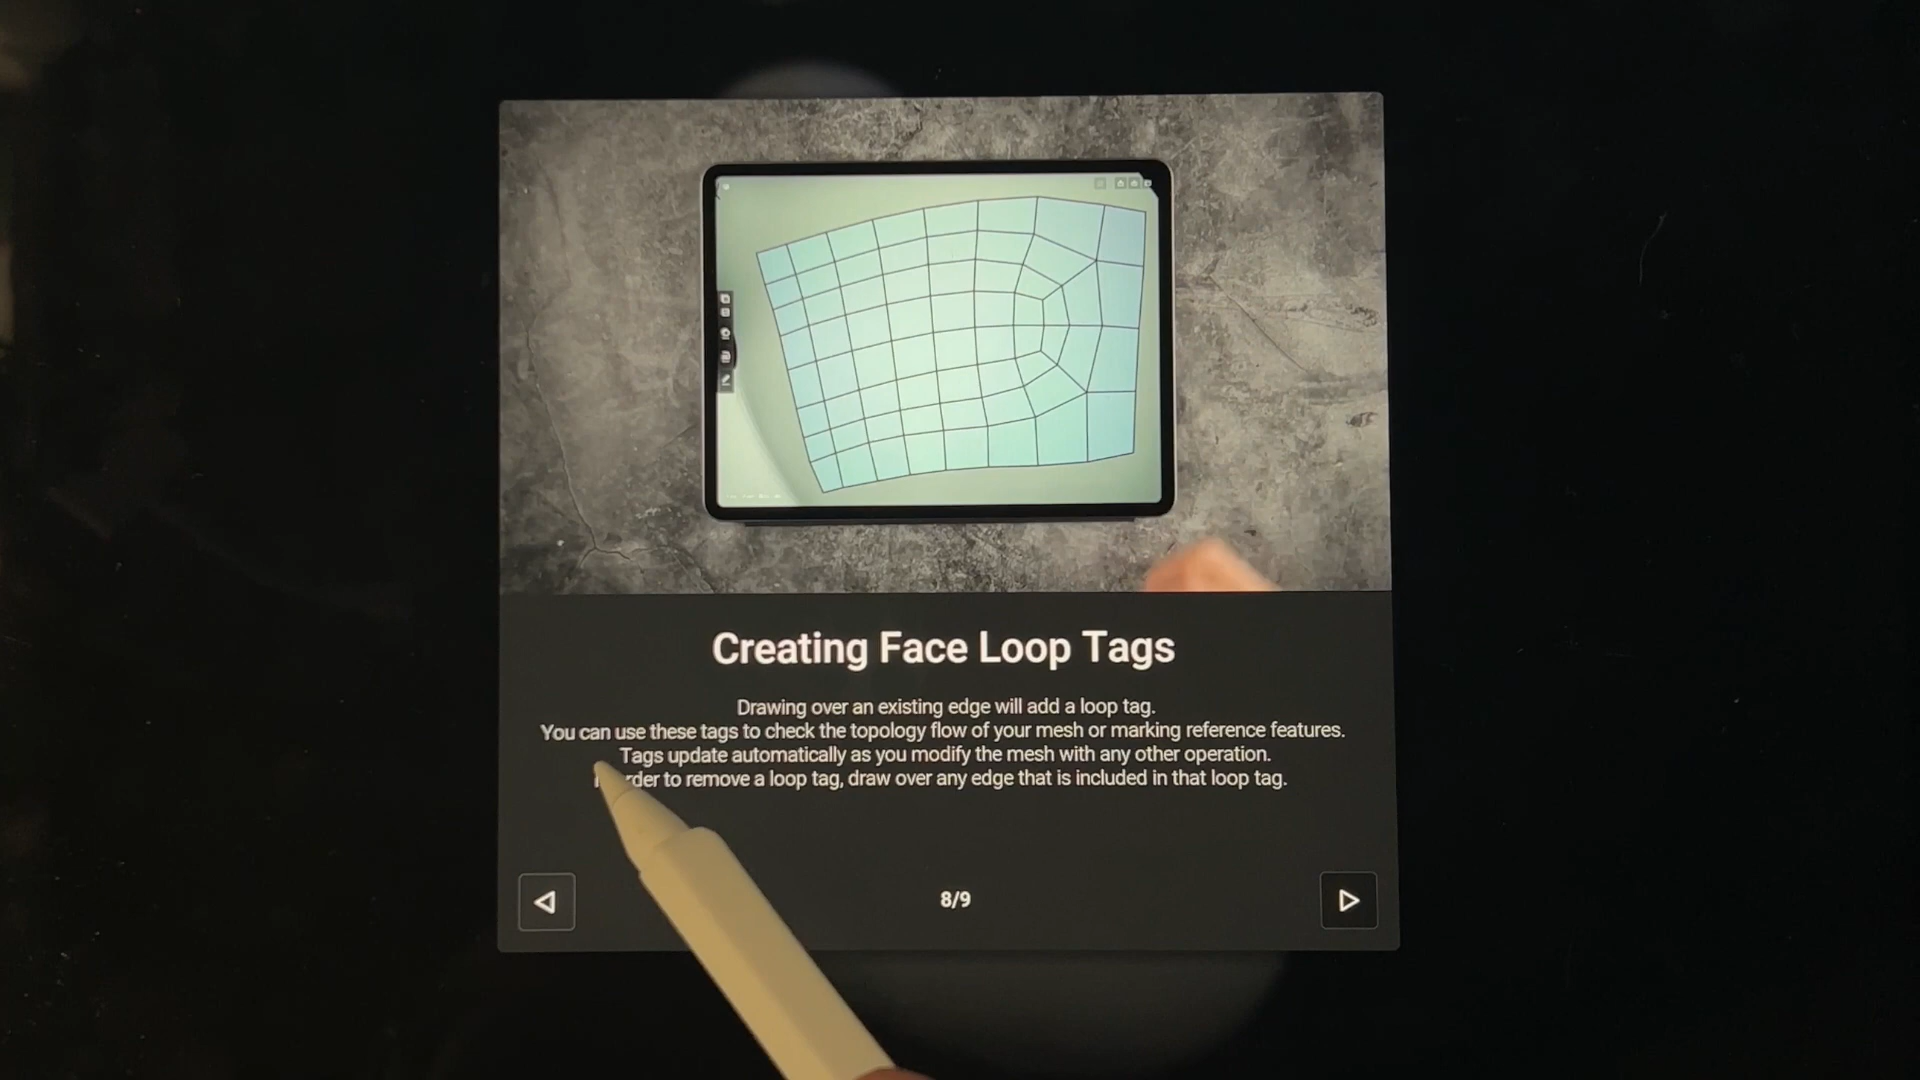 Creating Face Loop Tags
Drawing over an existing edge will add a loop tag.
You can use these tags to check the topology flow of your mesh or marking reference features.
Tags update automatically as you modify the mesh with any other operation.
to remove a loop tag, draw over any edge that is included in that loop tag.
8/9